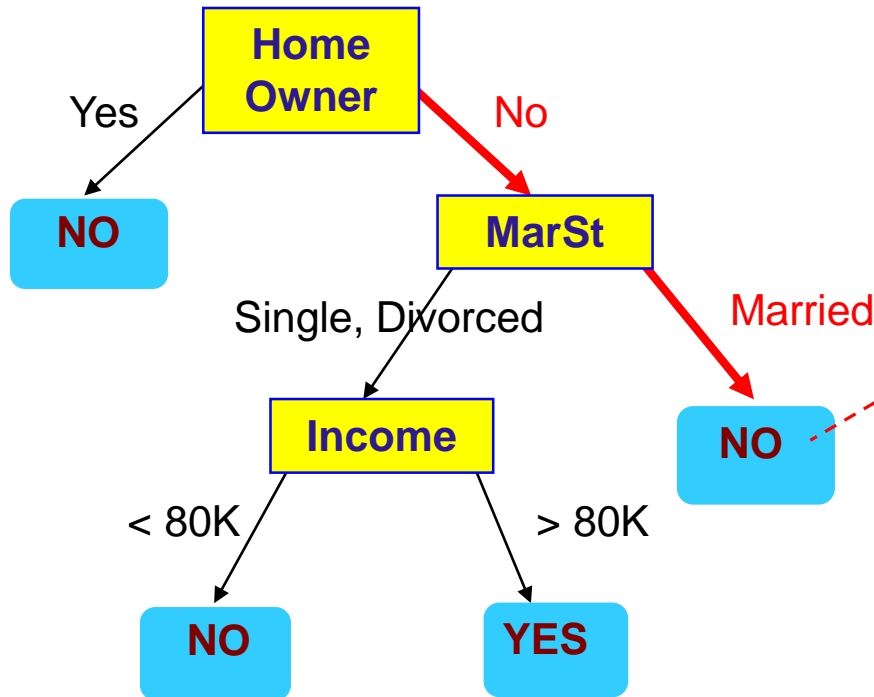 Home
Owner
Yes
No
NO
MarSt
Single, Divorced
Married
Income
NO
< 80K
> 80K
NO
YES